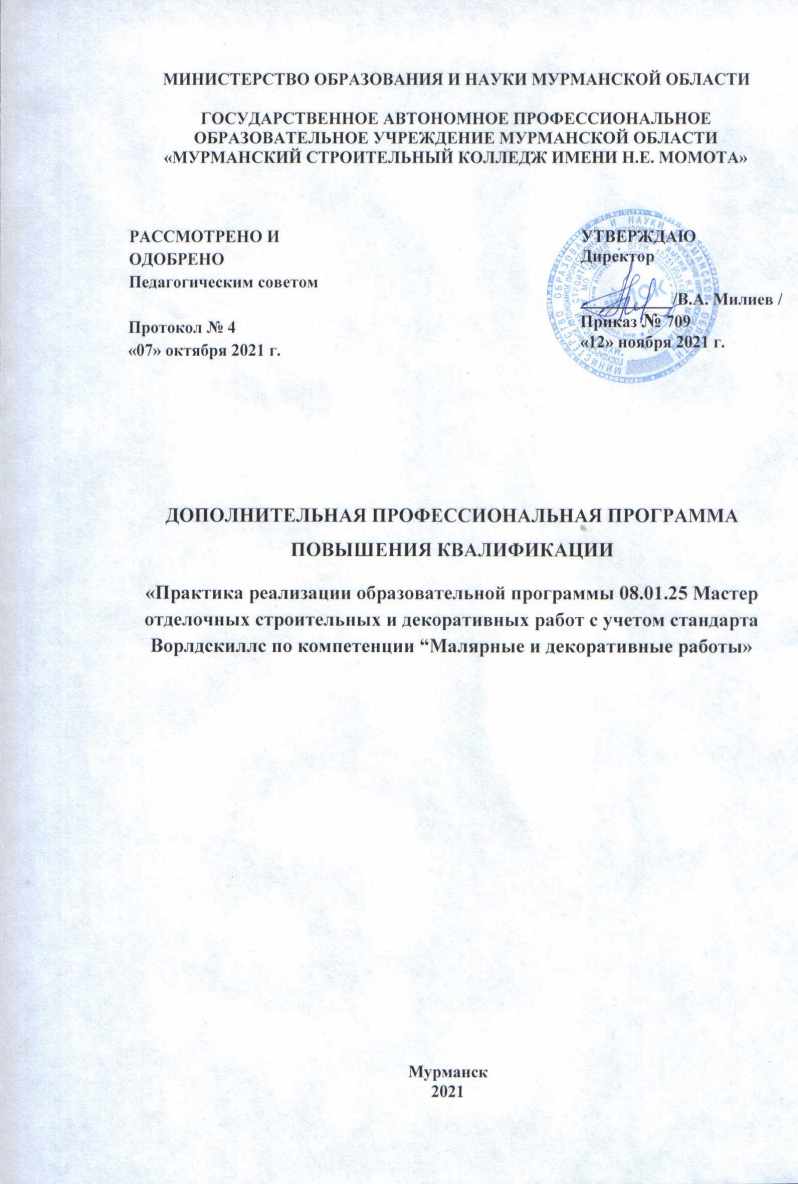 МИНИСТЕРСТВО ОБРАЗОВАНИЯ И НАУКИ МУРМАНСКОЙ ОБЛАСТИ
ГОСУДАРСТВЕННОЕ АВТОНОМНОЕ ПРОФЕССИОНАЛЬНОЕ
ОБРАЗОВАТЕЛЬНОЕ УЧРЕЖДЕНИЕ МУРМАНСКОЙ ОБЛАСТИ
«МУРМАНСКИЙ СТРОИТЕЛЬНЫЙ КОЛЛЕДЖ ИМЕНИ Н.Е. МОМОТА»
РАССМОТРЕНО И
ОДОБРЕНО
Педагогическим советом
Протокол № 4
«07» октября 2021 г.
УТВЕРЖДАЮ
Директор
/В.А. Милиев /
Приказ № 709
«12» ноября 2021 г.
ДОПОЛНИТЕЛЬНАЯ ПРОФЕССИОНАЛЬНАЯ ПРОГРАММА
ПОВЫШЕНИЯ КВАЛИФИКАЦИИ
«Практика реализации образовательной программы 08.01.25 Мастер
отделочных строительных и декоративных работ с учетом стандарта
Ворлдскиллс по компетенции “Малярные и декоративные работы»
Мурманск
2021